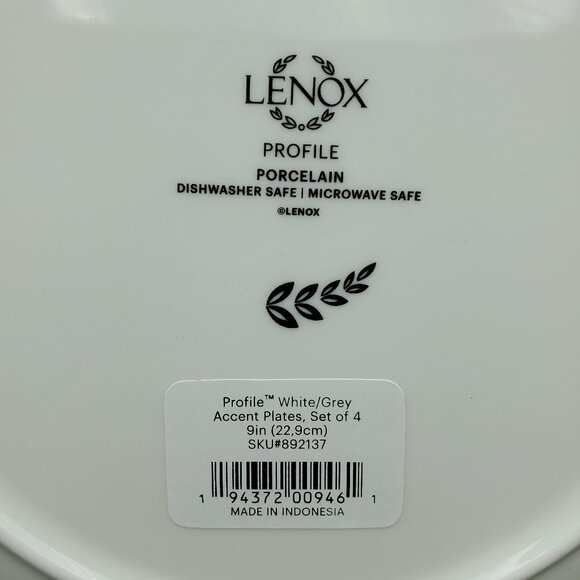 LENOX
PROFILE
PORCELAIN
DISHWASHER SAFE | MICROWAVE SAFE
©LENOX
Profile™ White/Grey
Accent Plates, Set of 4
9in (22,9cm)
SKU#892137
1 94372 00946 1
MADE IN INDONESIA